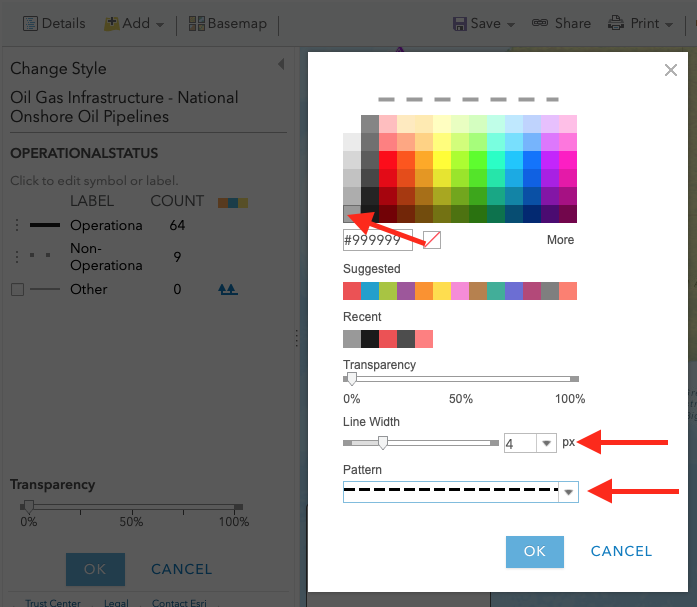 Details Add Basemap Save Share Print
Change Style
Oil Gas Infrastructure - National
Onshore Oil Pipelines
OPERATIONALSTATUS
Click to edit symbol or label.
LABEL COUNT
Operationa 64
Non-
Operationa 9
Other 0
Transparency
0% 50% 100%
OK CANCEL
Trust Center Legal Contact Esri
#999999 More
Suggested
Recent
Transparency
0% 50% 100%
Line Width
4 px
Pattern
OK CANCEL